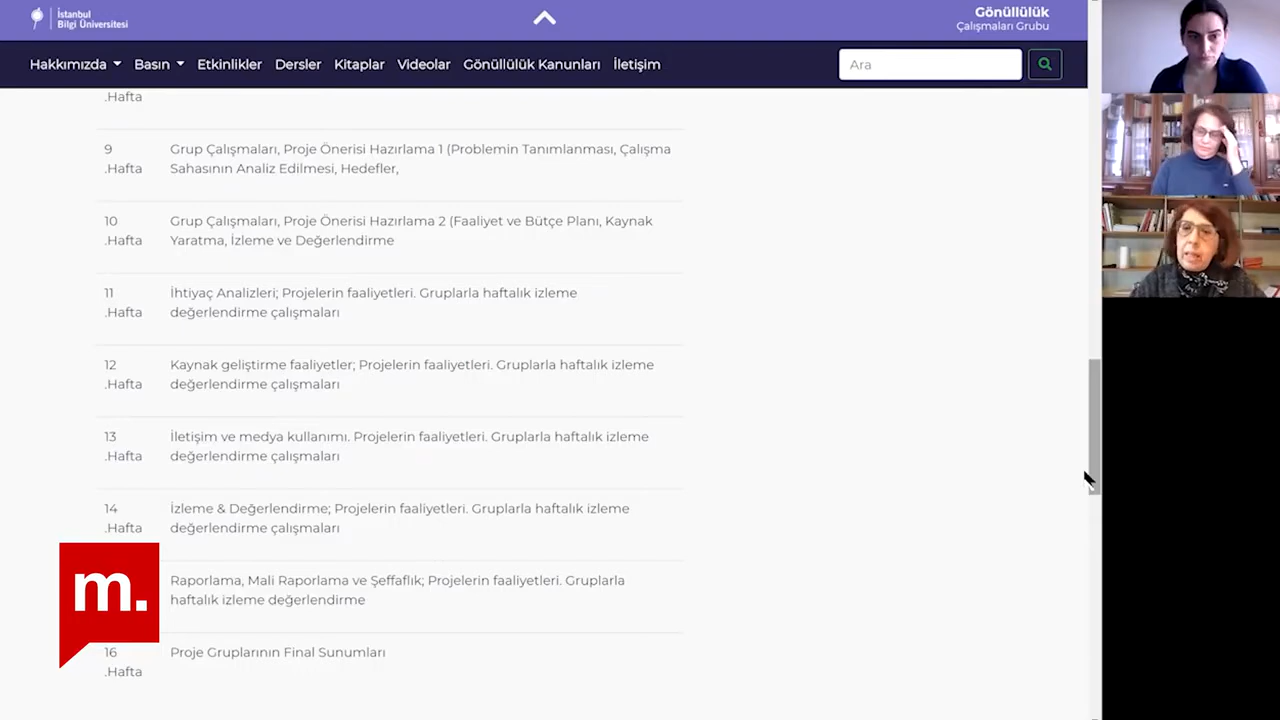 İstanbul
Bilgi Üniversitesi
Gönüllülük
Çalışmaları Grubu
Hakkımızda Basın Etkinlikler Dersler Kitaplar Videolar Gönüllülük Kanunları İletişim
Ara
.Hafta
9
.Hafta
Grup Çalışmaları, Proje Önerisi Hazırlama 1 (Problemin Tanımlanması, Çalışma
Sahasının Analiz Edilmesi, Hedefler,
10
.Hafta
Grup Çalışmaları, Proje Önerisi Hazırlama 2 (Faaliyet ve Bütçe Planı, Kaynak
Yaratma, İzleme ve Değerlendirme
11
.Hafta
İhtiyaç Analizleri; Projelerin faaliyetleri. Gruplarla haftalık izleme
değerlendirme çalışmaları
12
.Hafta
Kaynak geliştirme faaliyetler; Projelerin faaliyetleri. Gruplarla haftalık izleme
değerlendirme çalışmaları
13
.Hafta
İletişim ve medya kullanımı. Projelerin faaliyetleri. Gruplarla haftalık izleme
değerlendirme çalışmaları
14
.Hafta
İzleme & Değerlendirme; Projelerin faaliyetleri. Gruplarla haftalık izleme
değerlendirme çalışmaları
m.
Raporlama, Mali Raporlama ve Şeffaflık; Projelerin faaliyetleri. Gruplarla
haftalık izleme değerlendirme
16
.Hafta
Proje Gruplarının Final Sunumları